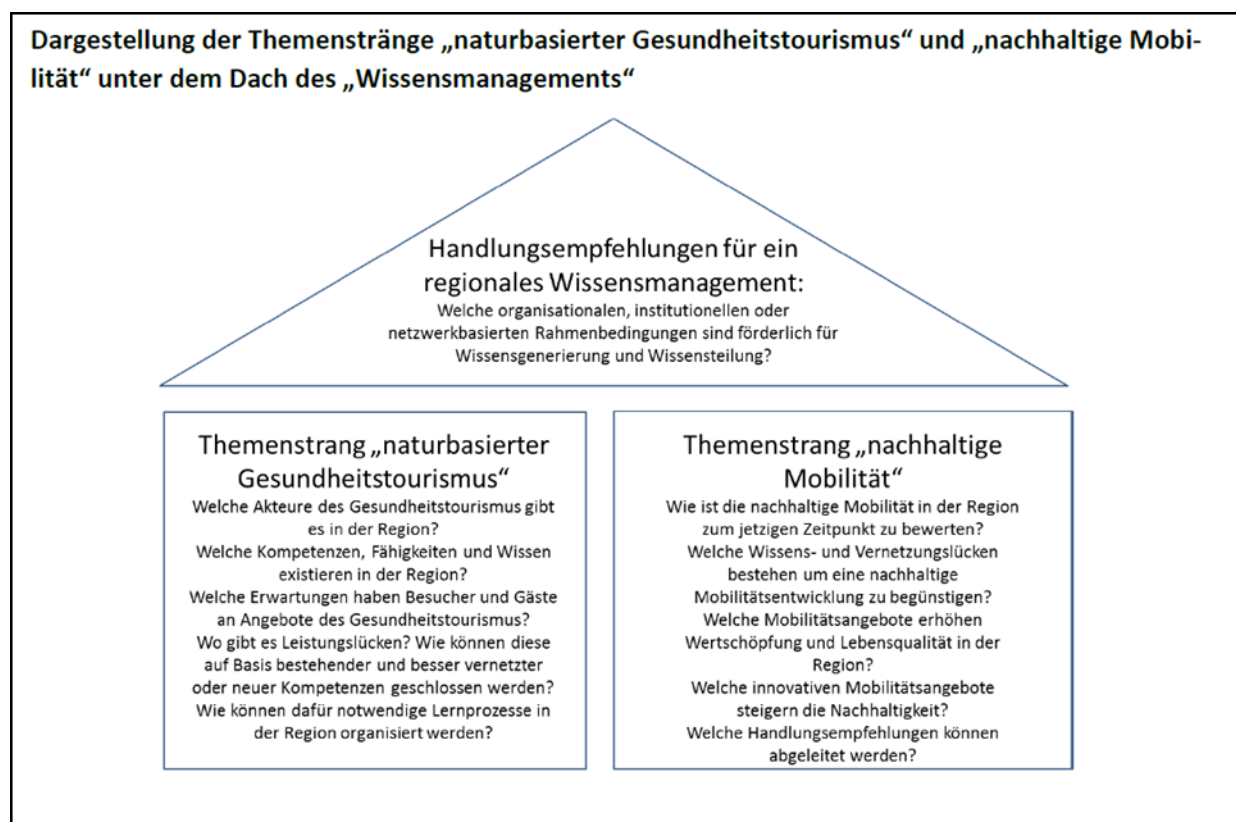 Dargestellung der Themenstränge „naturbasierter Gesundheitstourismus“ und „nachhaltige Mobi-
lität“ unter dem Dach des „Wissensmanagements“
Handlungsempfehlungen für ein
regionales Wissensmanagement:
Welche organisationalen, institutionellen oder
netzwerkbasierten Rahmenbedingungen sind förderlich für
Wissensgenerierung und Wissensteilung?
Themenstrang „naturbasierter
Gesundheitstourismus“
Welche Akteure des Gesundheitstourismus gibt
es in der Region?
Welche Kompetenzen, Fähigkeiten und Wissen
existieren in der Region?
Welche Erwartungen haben Besucher und Gäste
an Angebote des Gesundheitstourismus?
Wo gibt es Leistungslücken? Wie können diese
auf Basis bestehender und besser vernetzter
oder neuer Kompetenzen geschlossen werden?
Wie können dafür notwendige Lernprozesse in
der Region organisiert werden?
Themenstrang „nachhaltige
Mobilität“
Wie ist die nachhaltige Mobilität in der Region
zum jetzigen Zeitpunkt zu bewerten?
Welche Wissens- und Vernetzungslücken
bestehen um eine nachhaltige
Mobilitätsentwicklung zu begünstigen?
Welche Mobilitätsangebote erhöhen
Wertschöpfung und Lebensqualität in der
Region?
Welche innovativen Mobilitätsangebote
steigern die Nachhaltigkeit?
Welche Handlungsempfehlungen können
abgeleitet werden?